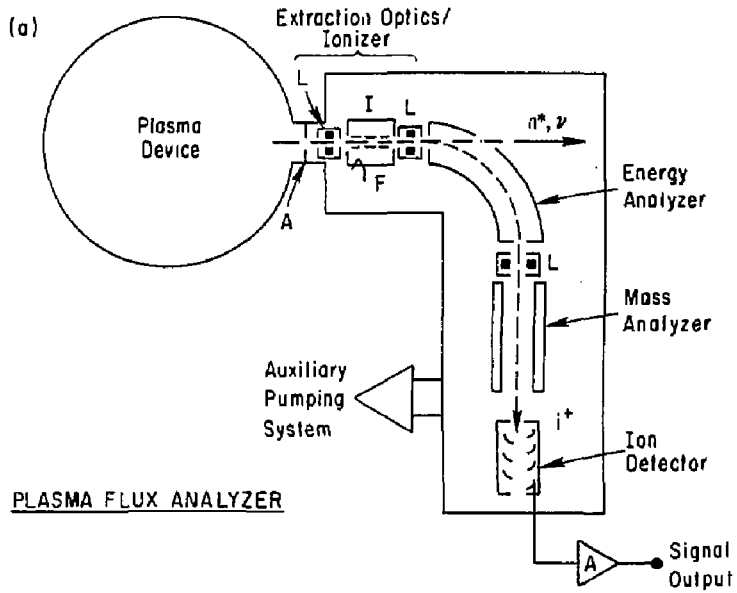 (a)
Extraction Optics/
Ionizer
L
I
L
Plasma
Device
n*, ν
F
A
Energy
Analyzer
L
Mass
Analyzer
Auxiliary
Pumping
System
i+
Ion
Detector
PLASMA FLUX ANALYZER
A
Signal
Output